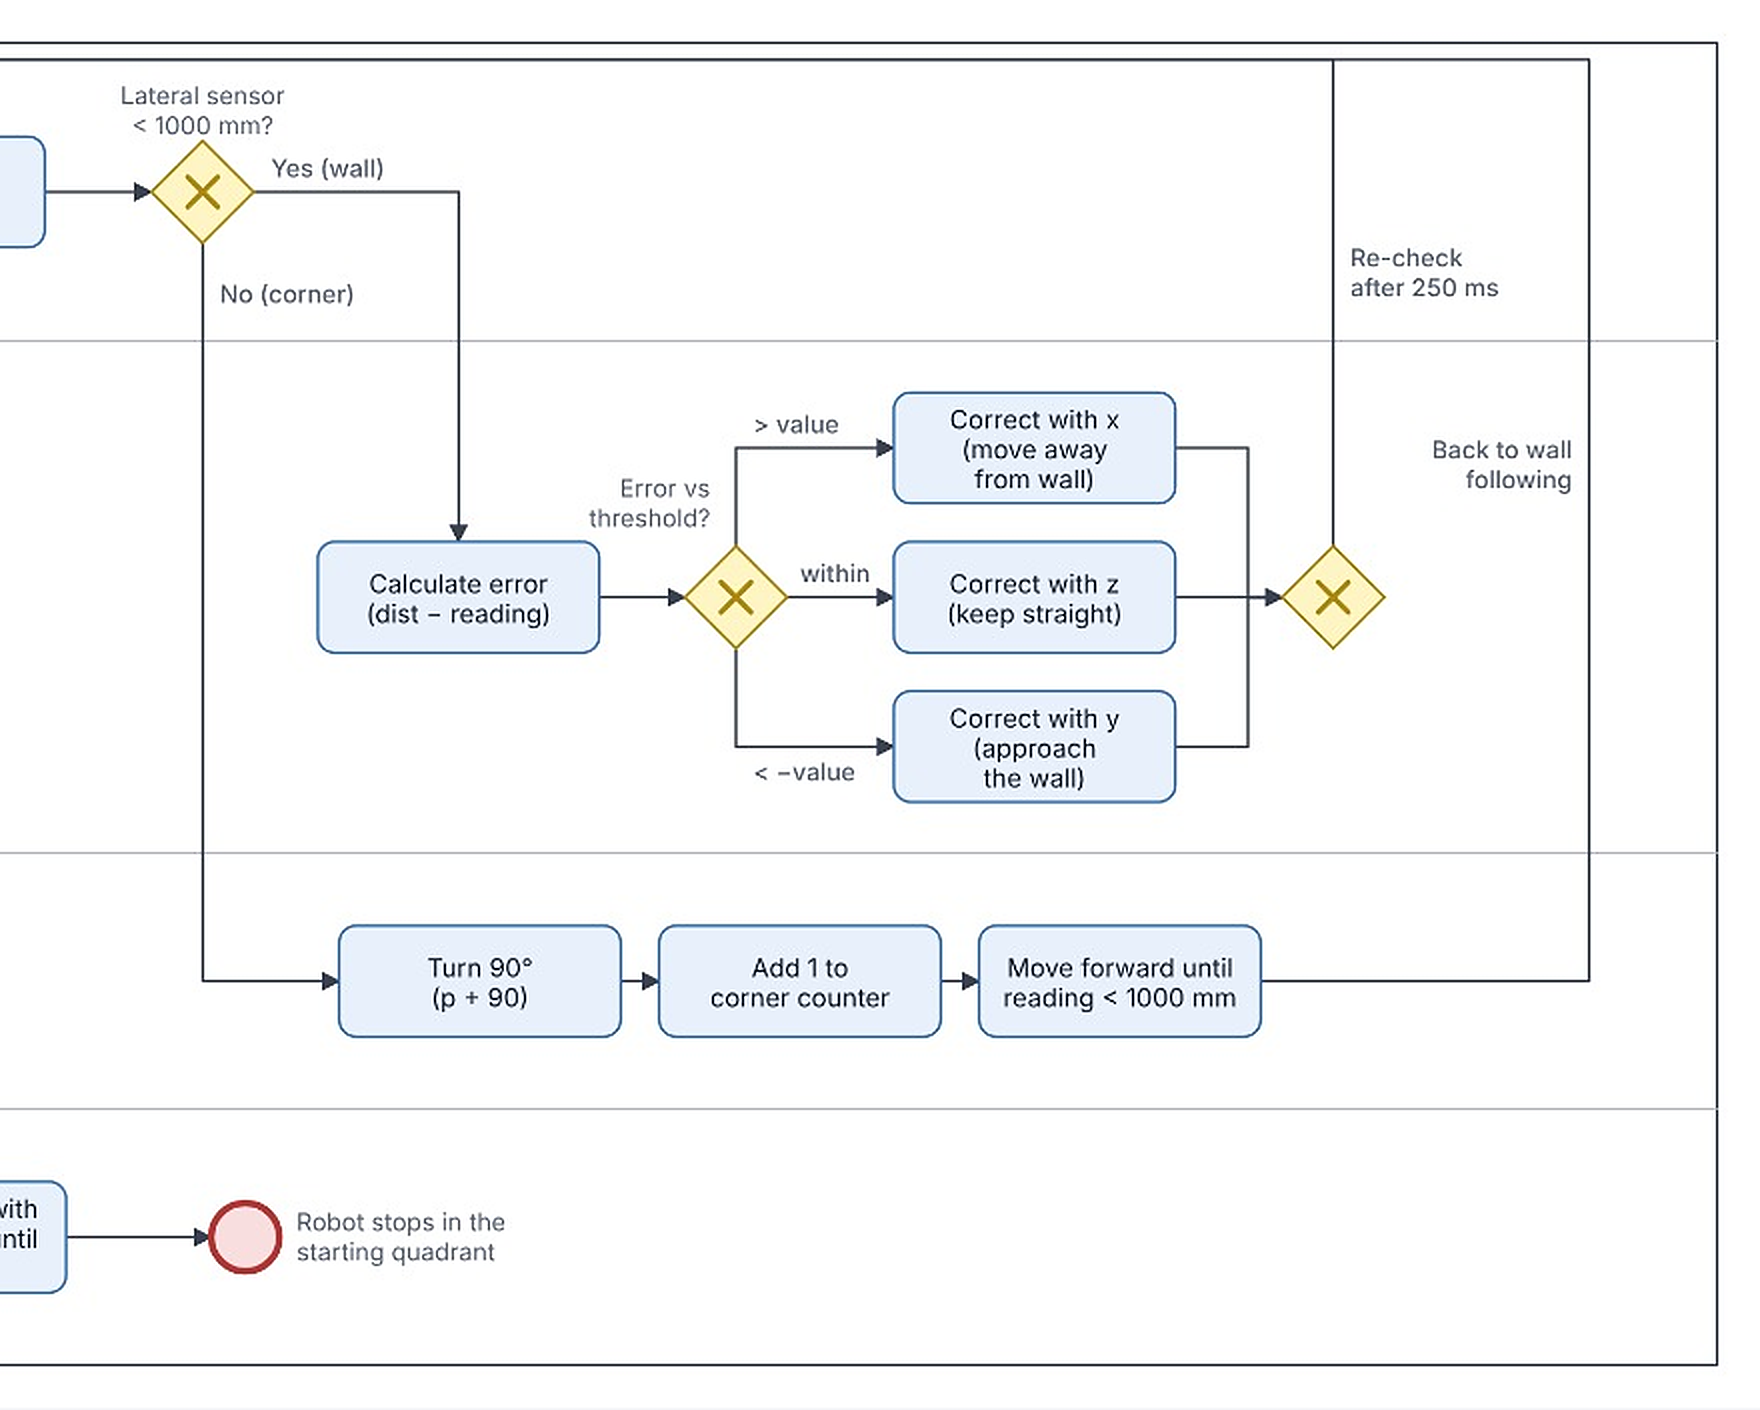 Lateral sensor
< 1000 mm?
Yes (wall)
No (corner)
Re-check
after 250 ms
> value
Correct with x
(move away
from wall)
Back to wall
following
Error vs
threshold?
Calculate error
(dist − reading)
within
Correct with z
(keep straight)
< −value
Correct with y
(approach
the wall)
Turn 90°
(p + 90)
Add 1 to
corner counter
Move forward until
reading < 1000 mm
Robot stops in the
starting quadrant